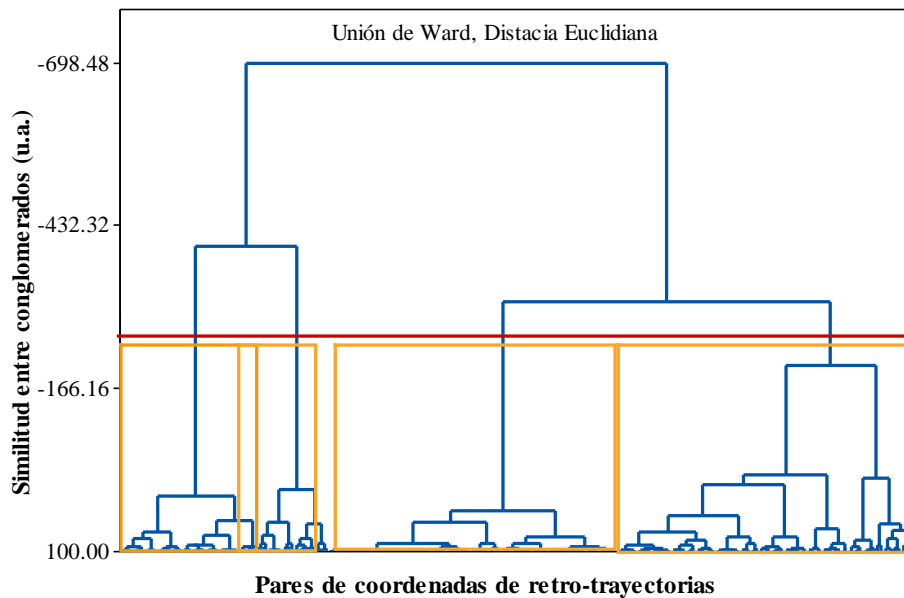 Unión de Ward, Distacia Euclidiana
-698.48
-432.32
-166.16
100.00
Similitud entre conglomerados (u.a.)
Pares de coordenadas de retro-trayectorias